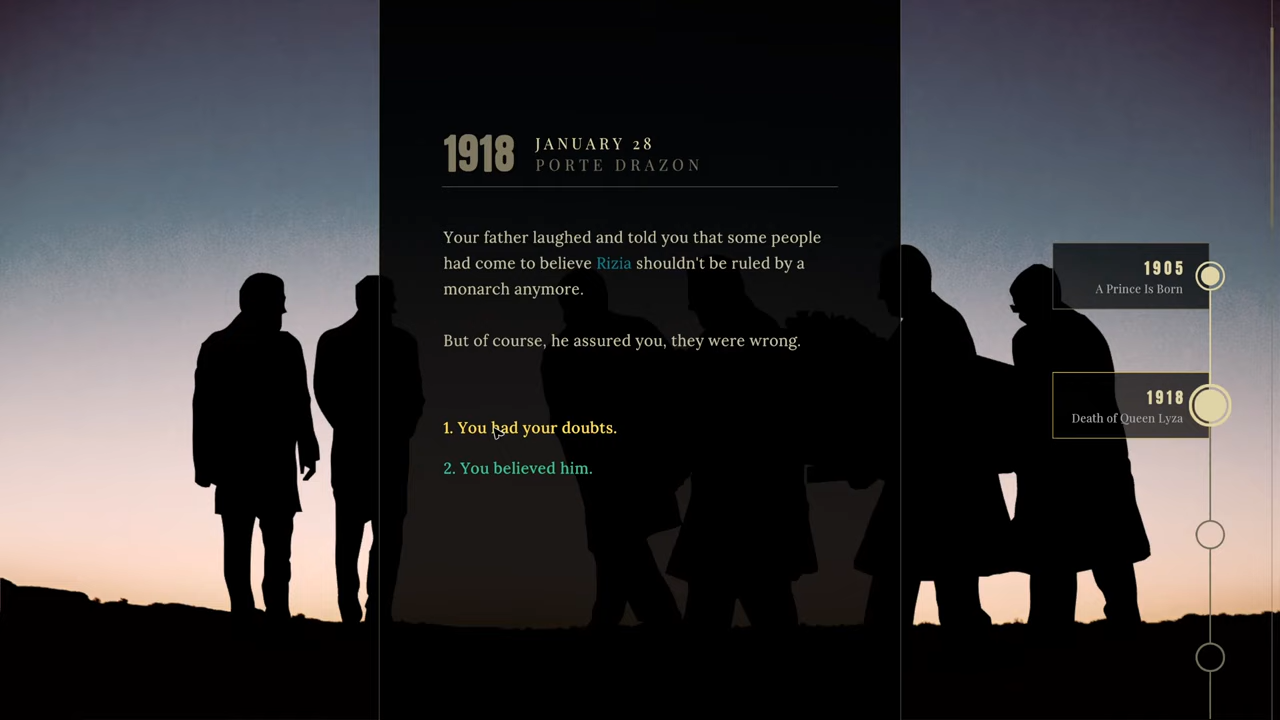 1918
JANUARY 28
PORTE DRAZON
Your father laughed and told you that some people
had come to believe Rizia shouldn't be ruled by a
monarch anymore.
But of course, he assured you, they were wrong.
1. You had your doubts.
2. You believed him.
1905
A Prince Is Born
1918
Death of Queen Lyza